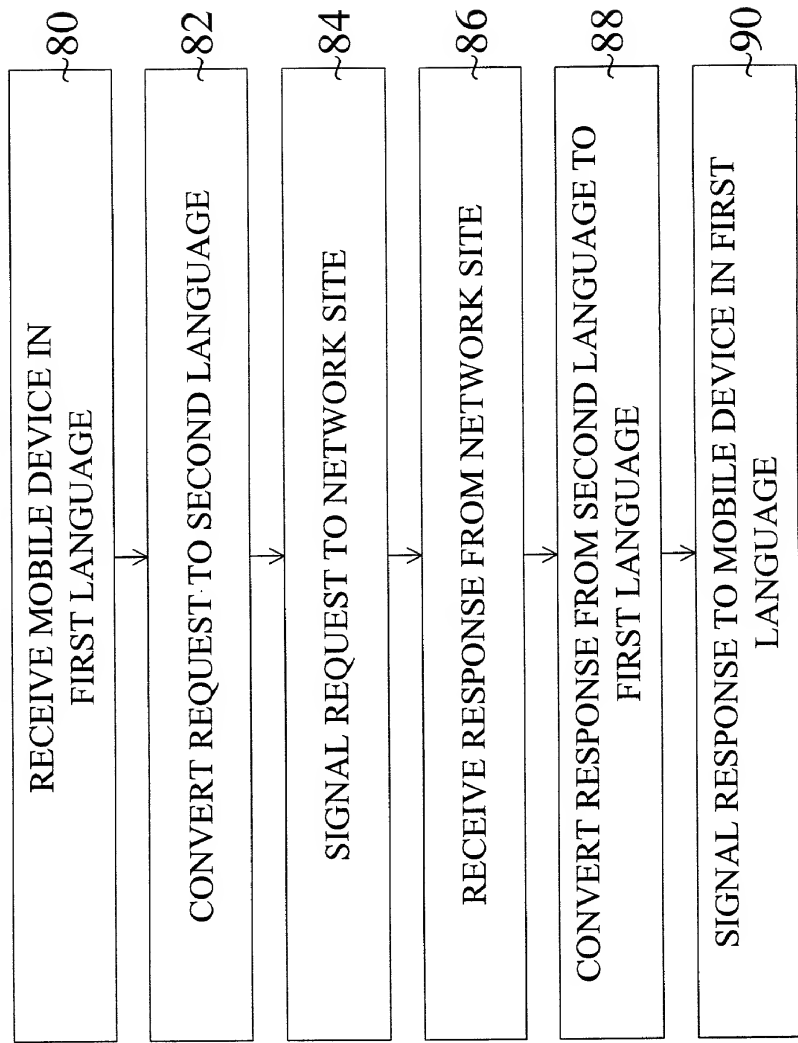 RECEIVE MOBILE DEVICE IN
FIRST LANGUAGE
~80
CONVERT REQUEST TO SECOND LANGUAGE
~82
SIGNAL REQUEST TO NETWORK SITE
~84
RECEIVE RESPONSE FROM NETWORK SITE
~86
CONVERT RESPONSE FROM SECOND LANGUAGE TO
FIRST LANGUAGE
~88
SIGNAL RESPONSE TO MOBILE DEVICE IN FIRST
LANGUAGE
~90